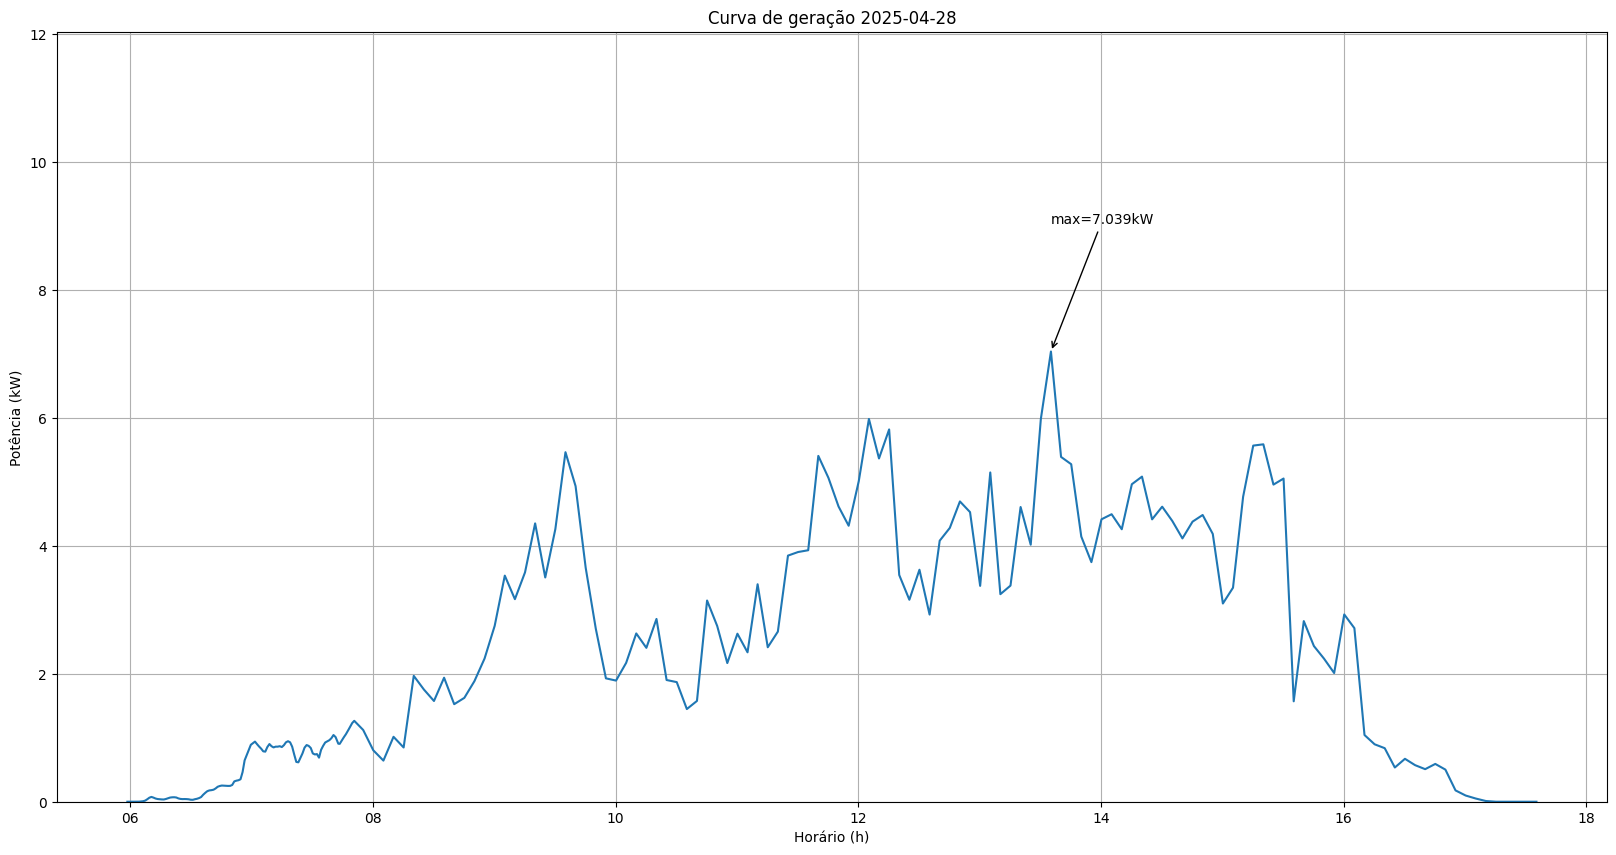 Curva de geração 2025-04-28
12
10
8
6
4
2
0
Potência (kW)
max=7.039kW
06 08 10 12 14 16 18
Horário (h)